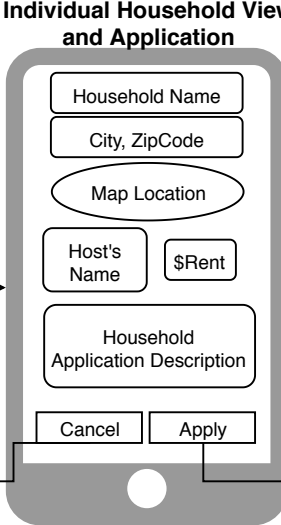 Individual Household View
and Application
Household Name
City, ZipCode
Map Location
Host's
Name
$Rent
Household
Application Description
Cancel
Apply